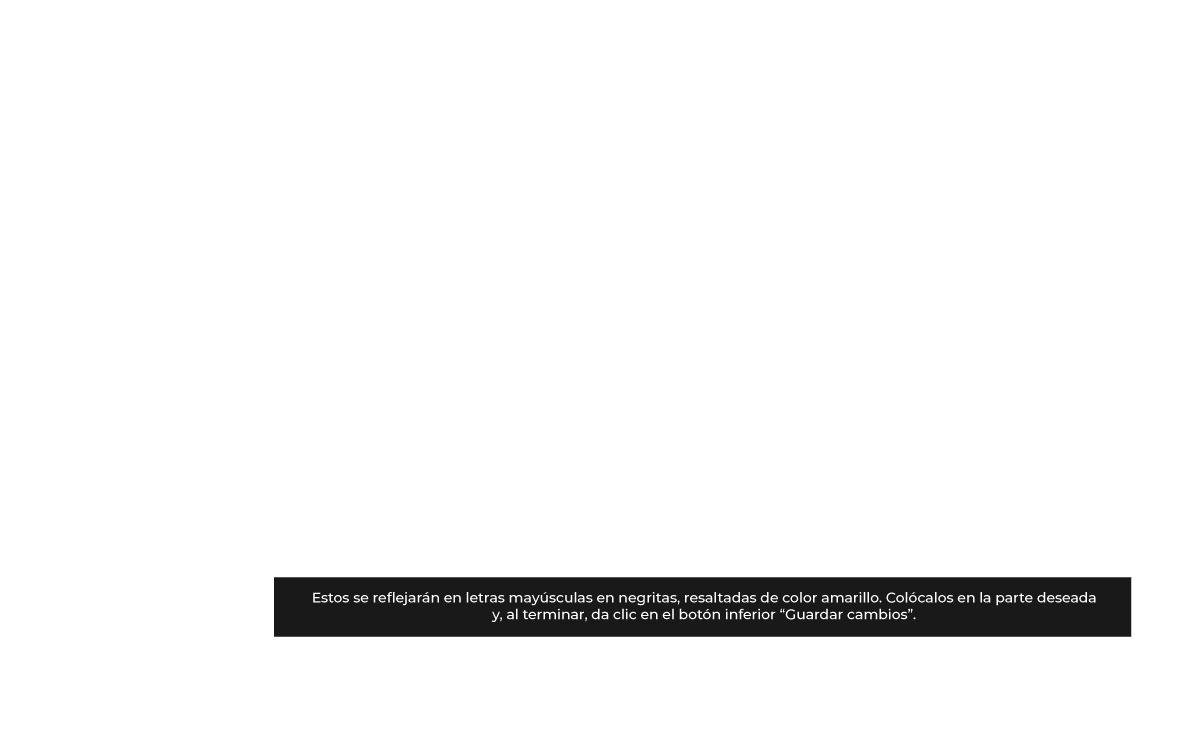 Estos se reflejarán en letras mayúsculas en negritas, resaltadas de color amarillo. Colócalos en la parte deseada
y, al terminar, da clic en el botón inferior “Guardar cambios”.